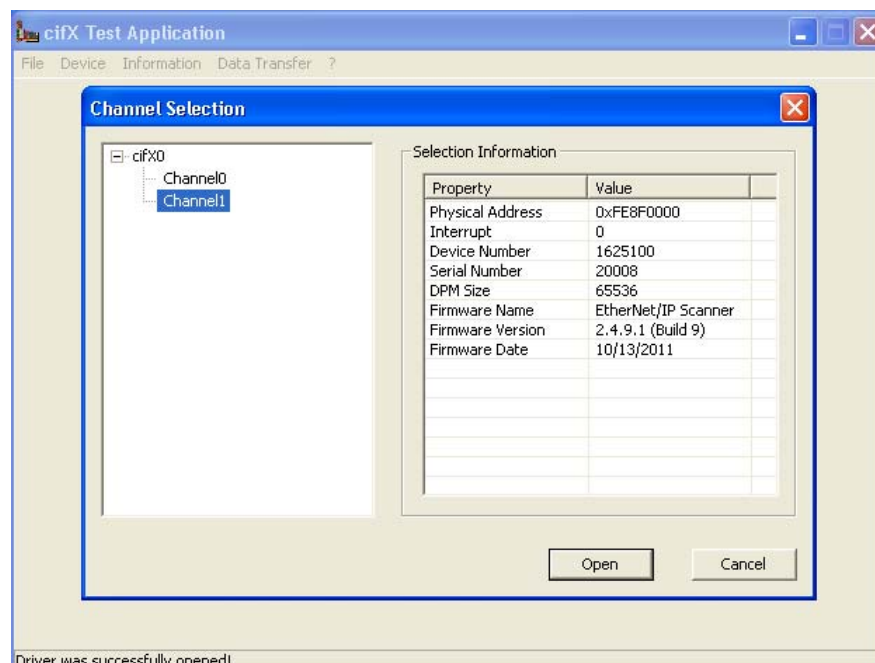 cifX Test Application
File Device Information Data Transfer ?
Channel Selection
cifX0
Channel0
Channel1
Selection Information
Property Value
Physical Address 0xFE8F0000
Interrupt 0
Device Number 1625100
Serial Number 20008
DPM Size 65536
Firmware Name EtherNet/IP Scanner
Firmware Version 2.4.9.1 (Build 9)
Firmware Date 10/13/2011
Open Cancel
Driver was successfully opened!